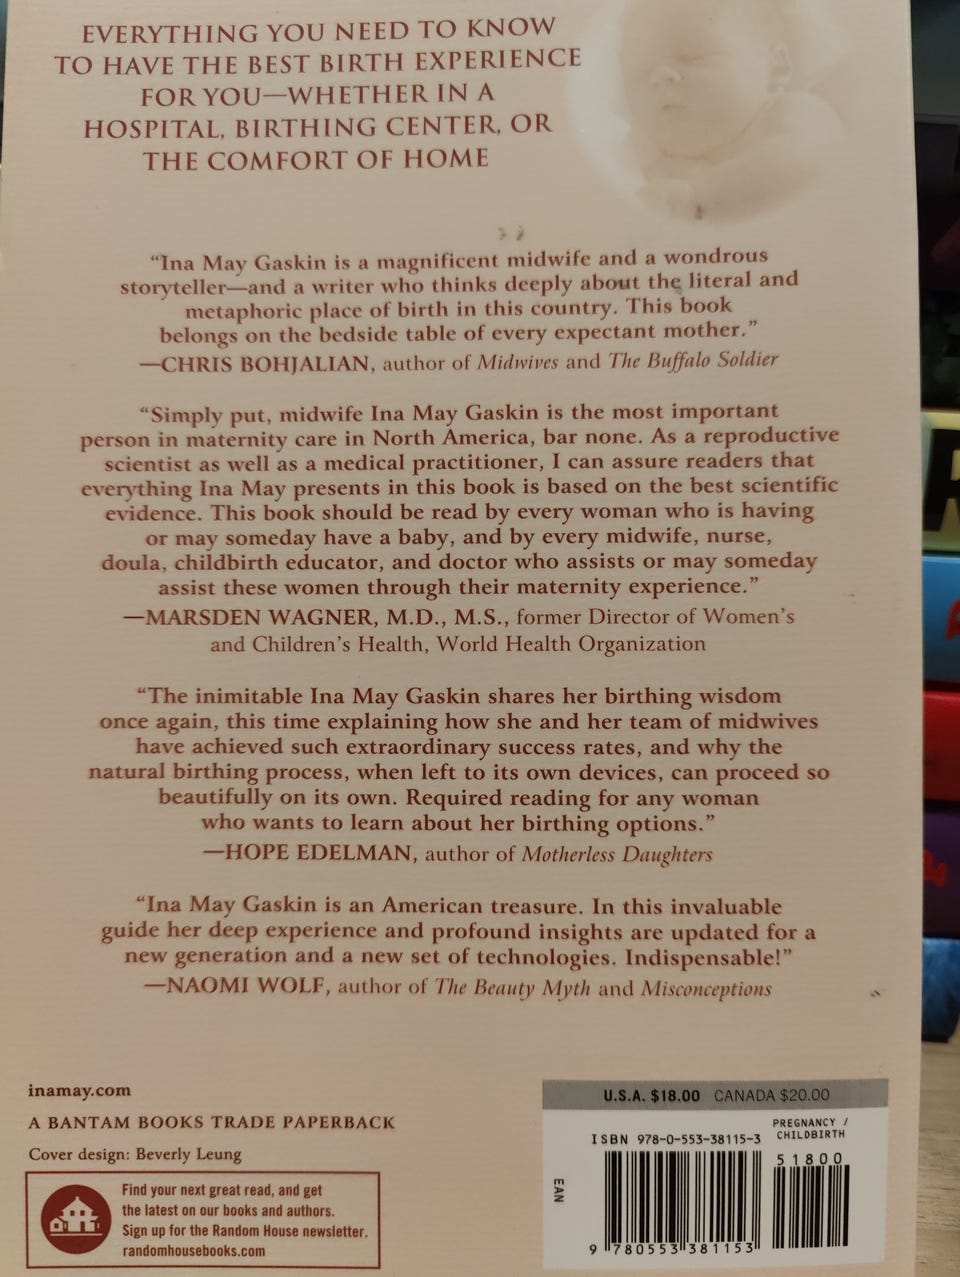 EVERYTHING YOU NEED TO KNOW
TO HAVE THE BEST BIRTH EXPERIENCE
FOR YOU—WHETHER IN A
HOSPITAL, BIRTHING CENTER, OR
THE COMFORT OF HOME
“Ina May Gaskin is a magnificent midwife and a wondrous
storyteller—and a writer who thinks deeply about the literal and
metaphoric place of birth in this country. This book
belongs on the bedside table of every expectant mother.”
—CHRIS BOHJALIAN, author of Midwives and The Buffalo Soldier
“Simply put, midwife Ina May Gaskin is the most important
person in maternity care in North America, bar none. As a reproductive
scientist as well as a medical practitioner, I can assure readers that
everything Ina May presents in this book is based on the best scientific
evidence. This book should be read by every woman who is having
or may someday have a baby, and by every midwife, nurse,
doula, childbirth educator, and doctor who assists or may someday
assist these women through their maternity experience.”
—MARSDEN WAGNER, M.D., M.S., former Director of Women’s
and Children’s Health, World Health Organization
“The inimitable Ina May Gaskin shares her birthing wisdom
once again, this time explaining how she and her team of midwives
have achieved such extraordinary success rates, and why the
natural birthing process, when left to its own devices, can proceed so
beautifully on its own. Required reading for any woman
who wants to learn about her birthing options.”
—HOPE EDELMAN, author of Motherless Daughters
“Ina May Gaskin is an American treasure. In this invaluable
guide her deep experience and profound insights are updated for a
new generation and a new set of technologies. Indispensable!”
—NAOMI WOLF, author of The Beauty Myth and Misconceptions
inamay.com
A BANTAM BOOKS TRADE PAPERBACK
Cover design: Beverly Leung
Find your next great read, and get
the latest on our books and authors.
Sign up for the Random House newsletter.
randomhousebooks.com
U.S.A. $18.00 CANADA $20.00
PREGNANCY /
CHILDBIRTH
ISBN 978-0-553-38115-3
51800
EAN
9 780553 381153